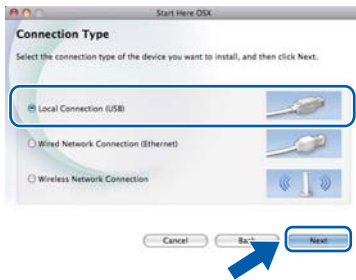 Start Here OSX
Connection Type
Select the connection type of the device you want to install, and then click Next.
Local Connection (USB)
Wired Network Connection (Ethernet)
Wireless Network Connection
Cancel Back Next